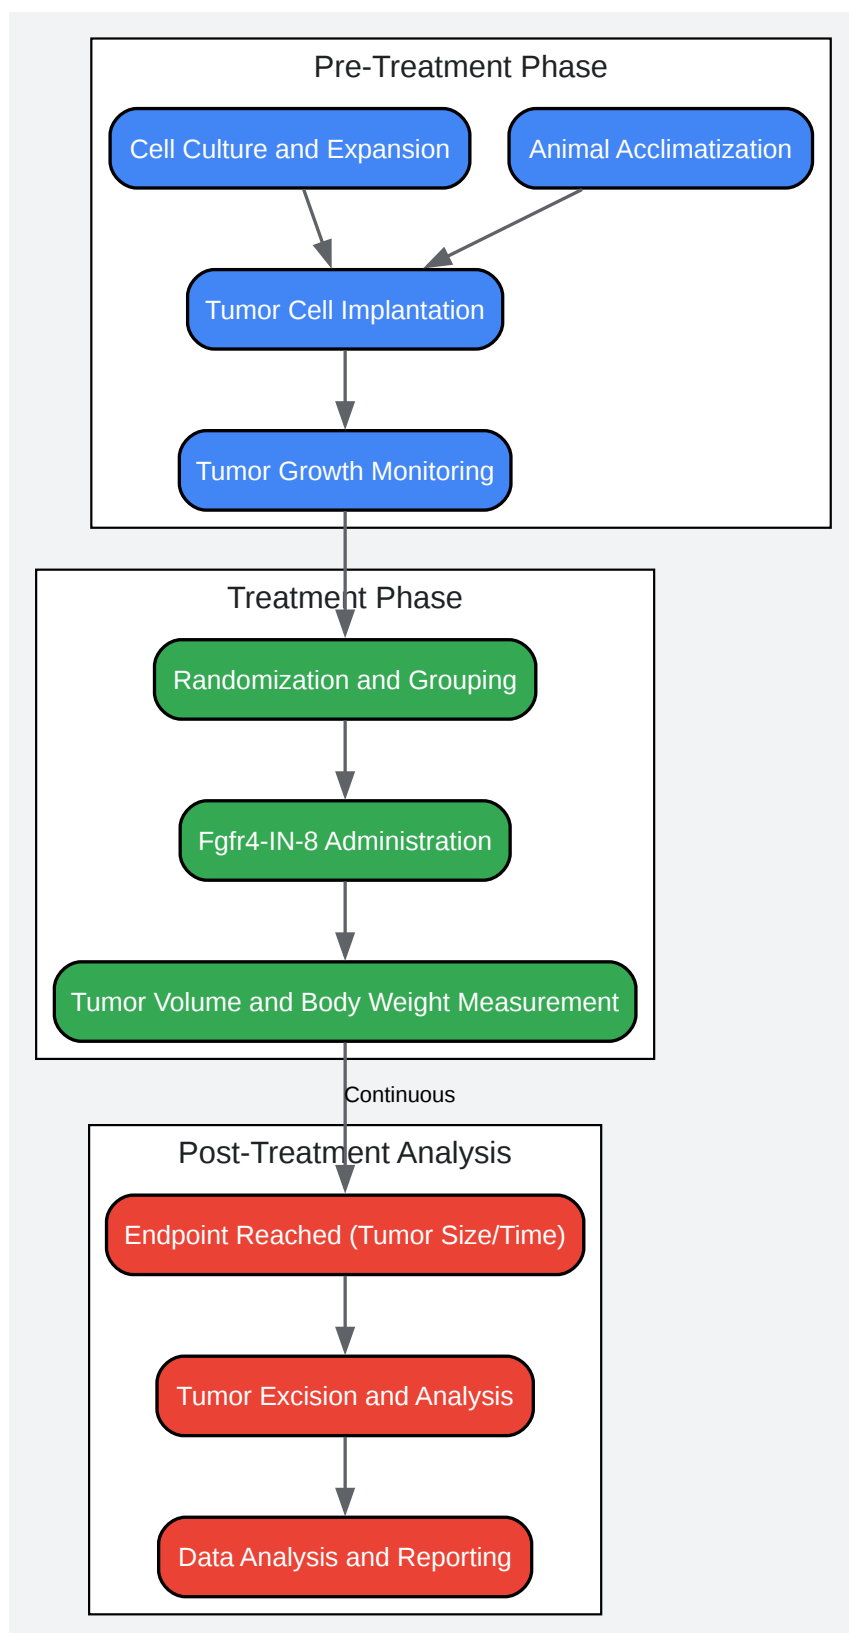 Pre-Treatment Phase
Cell Culture and Expansion
Animal Acclimatization
Tumor Cell Implantation
Tumor Growth Monitoring
Treatment Phase
Randomization and Grouping
Fgfr4-IN-8 Administration
Tumor Volume and Body Weight Measurement
Continuous
Post-Treatment Analysis
Endpoint Reached (Tumor Size/Time)
Tumor Excision and Analysis
Data Analysis and Reporting